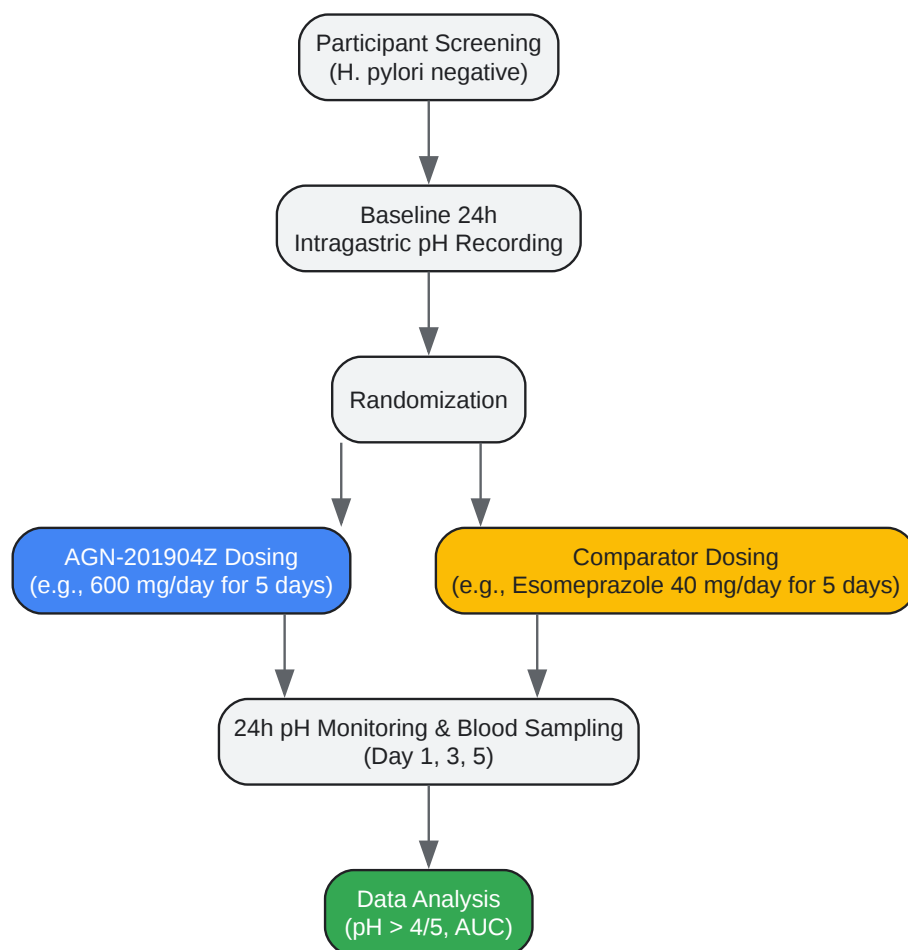 Participant Screening
(H. pylori negative)
Baseline 24h
Intragastric pH Recording
Randomization
AGN-201904Z Dosing
(e.g., 600 mg/day for 5 days)
Comparator Dosing
(e.g., Esomeprazole 40 mg/day for 5 days)
24h pH Monitoring & Blood Sampling
(Day 1, 3, 5)
Data Analysis
(pH > 4/5, AUC)